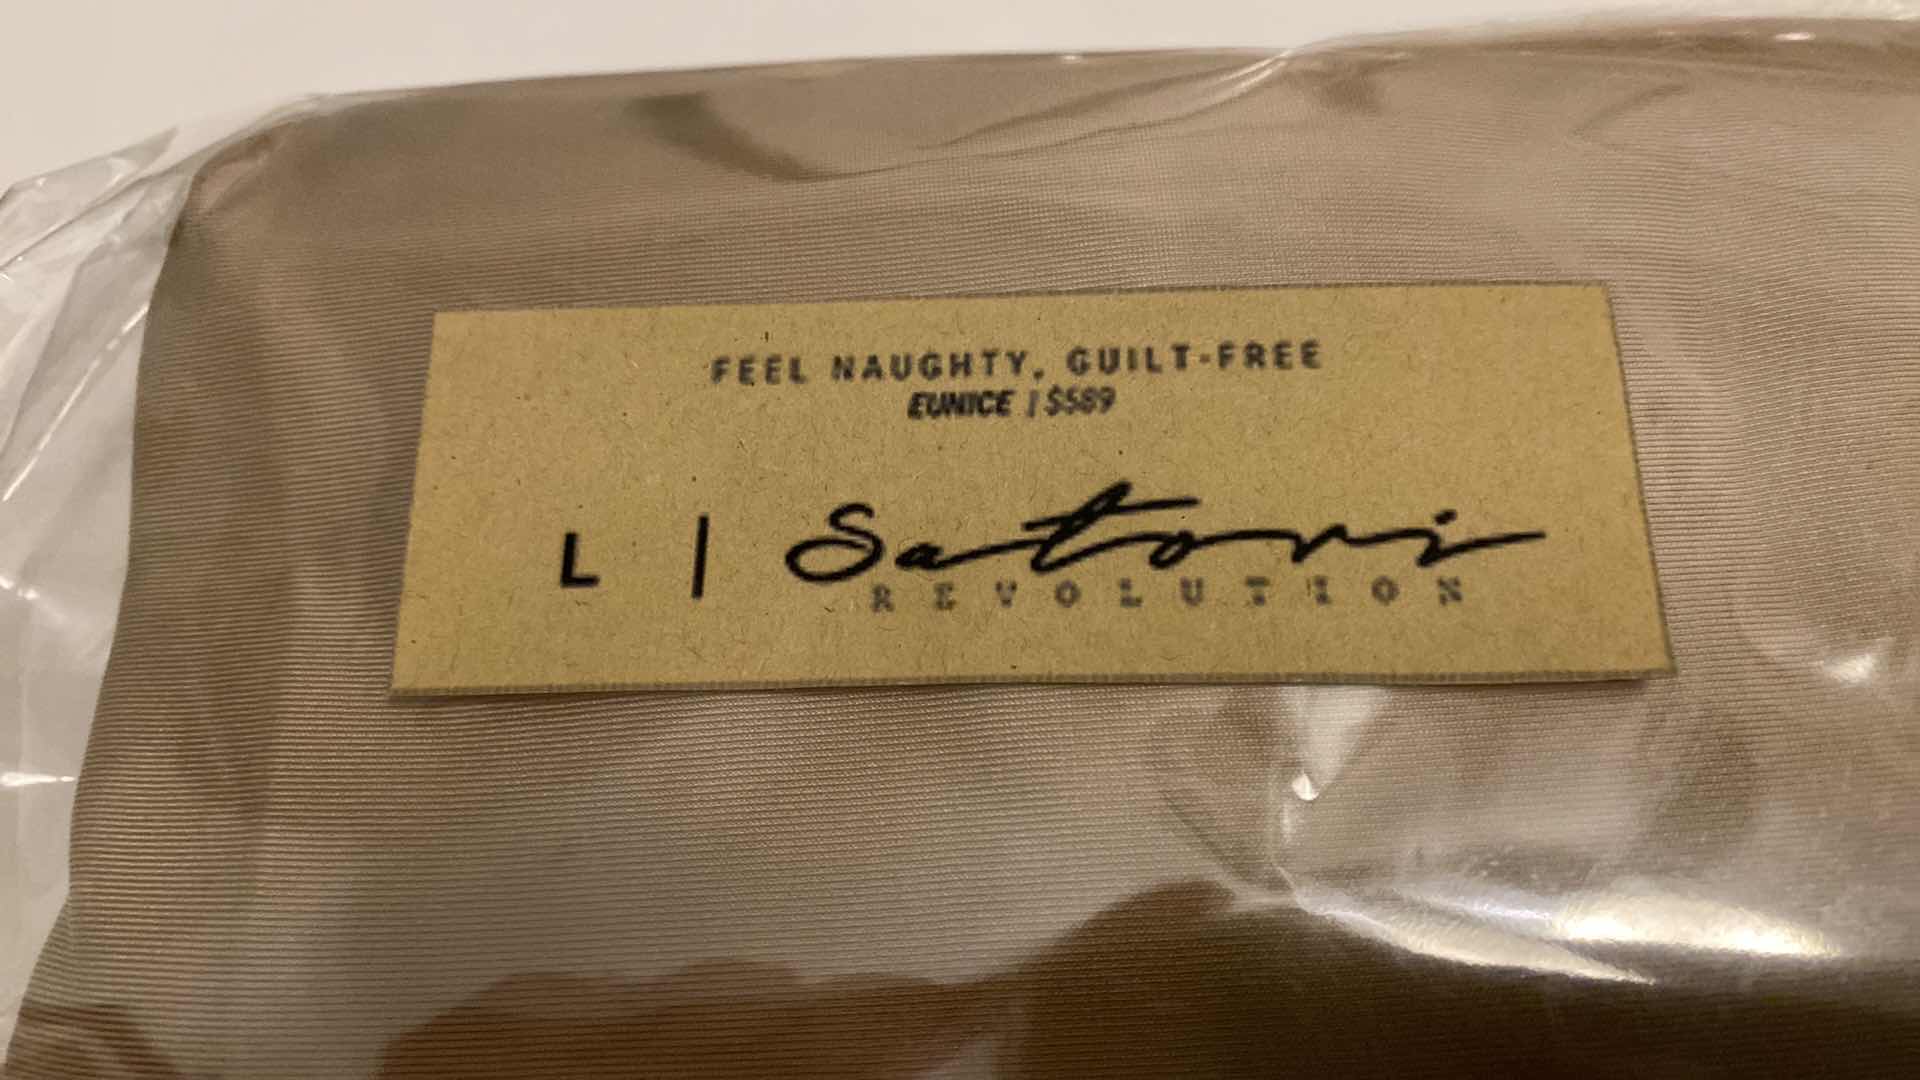 FEEL NAUGHTY, GUILT-FREE
EUNICE | $589
L | Satori
REVOLUTION